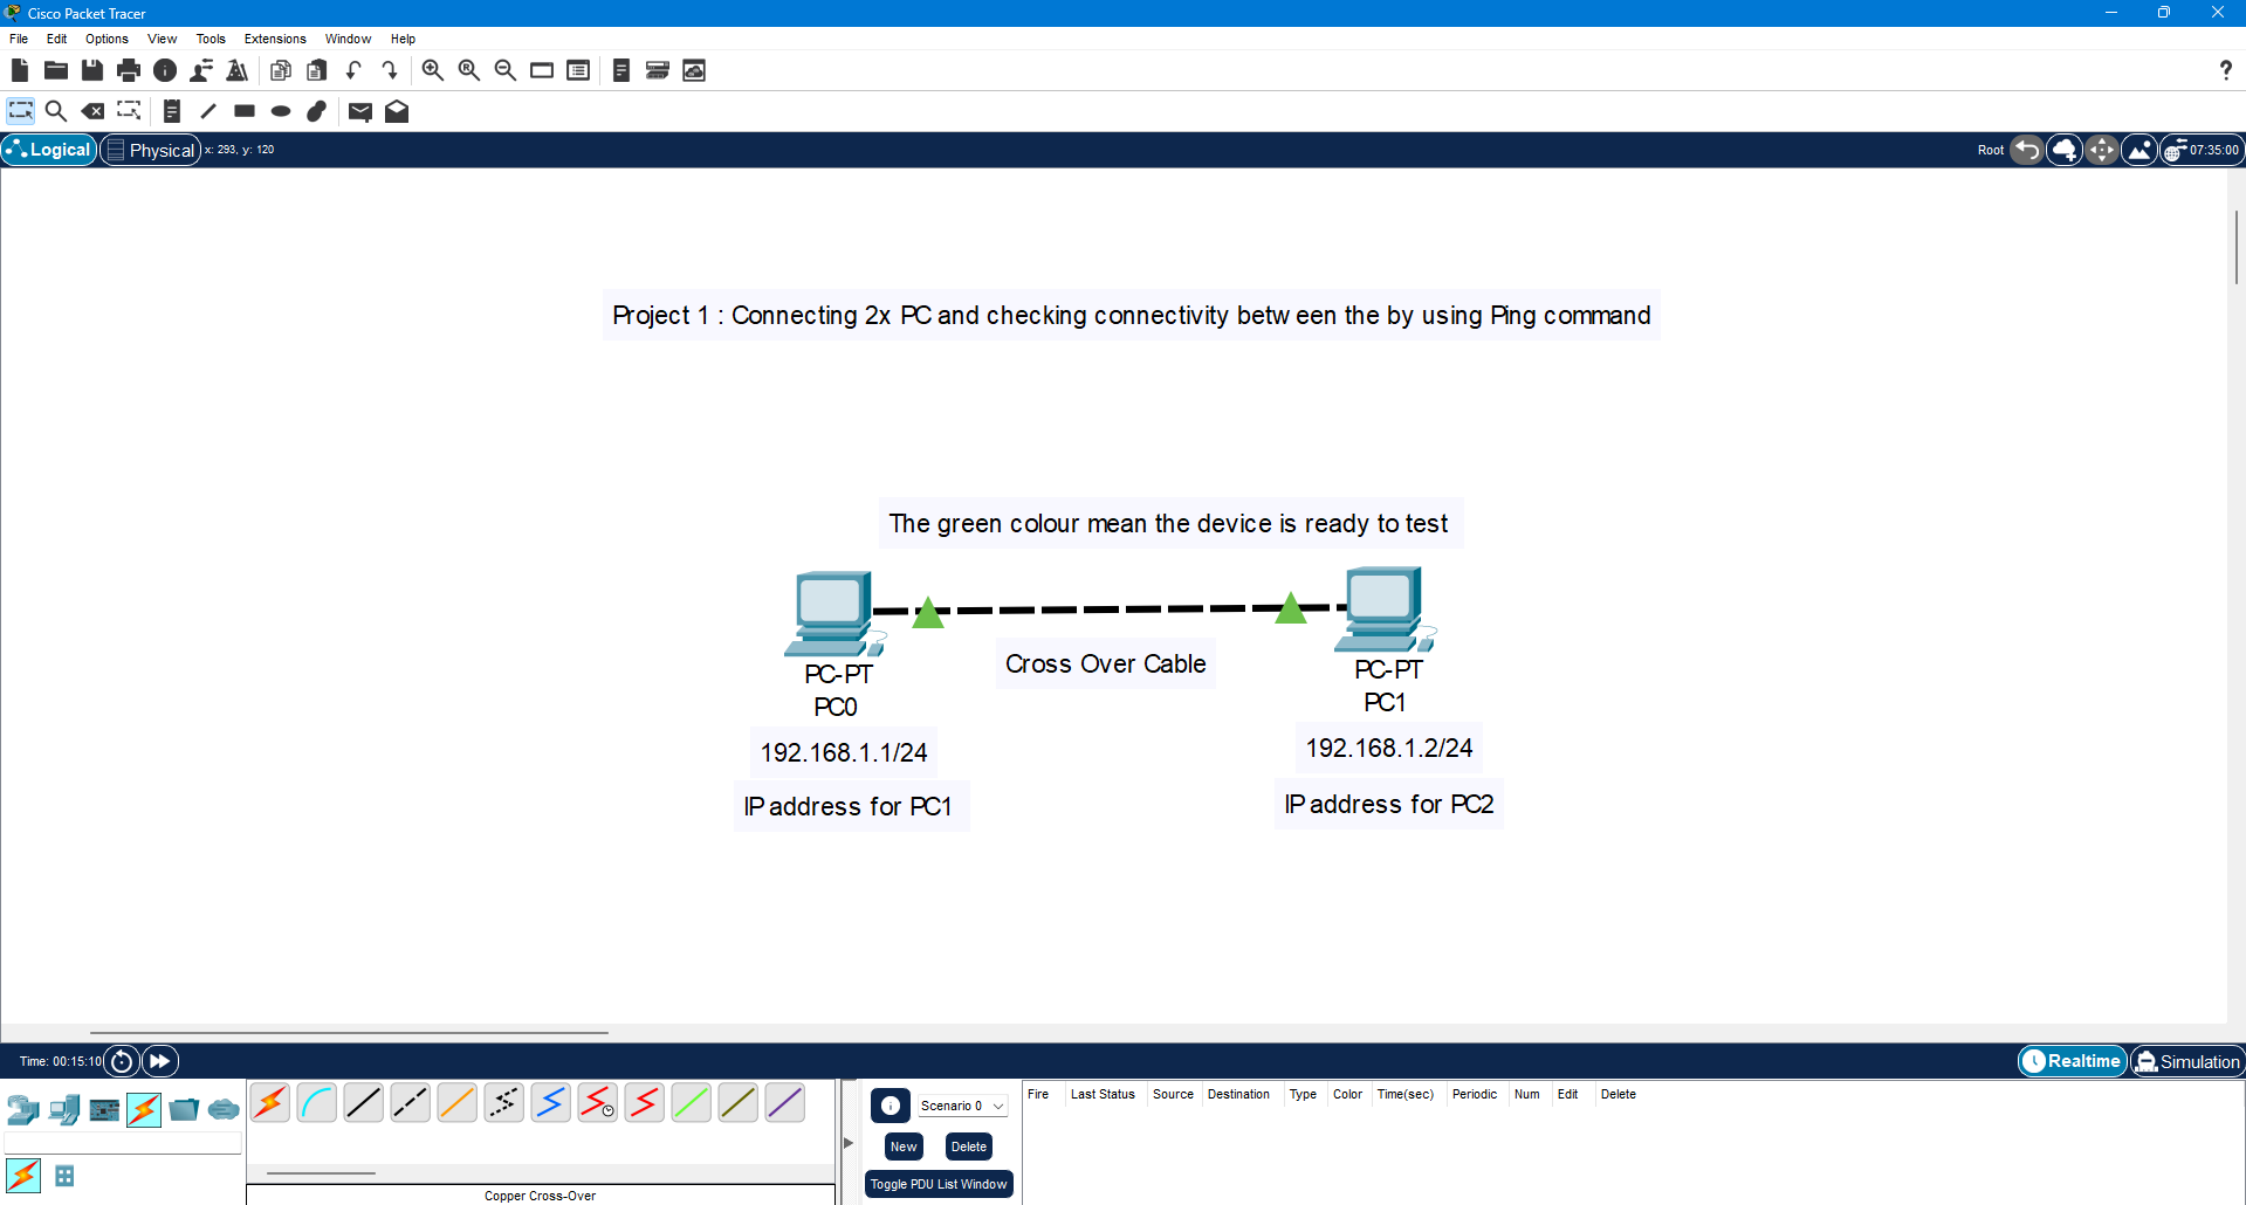 Cisco Packet Tracer
File Edit Options View Tools Extensions Window Help
Logical Physical x: 293, y: 120 Root 07:35:00
Project 1 : Connecting 2x PC and checking connectivity between the by using Ping command
The green colour mean the device is ready to test
Cross Over Cable
PC-PT
PC0
192.168.1.1/24
IP address for PC1
PC-PT
PC1
192.168.1.2/24
IP address for PC2
Time: 00:15:10 Realtime Simulation
Scenario 0
New Delete
Toggle PDU List Window
Fire Last Status Source Destination Type Color Time(sec) Periodic Num Edit Delete
Copper Cross-Over